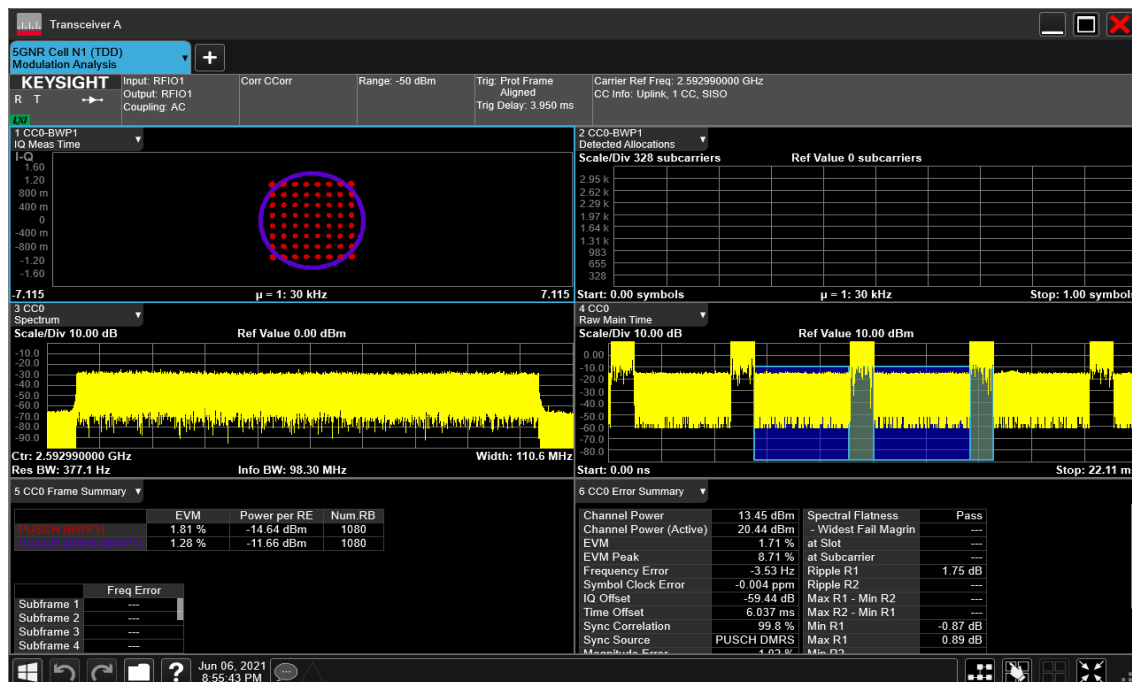 Transceiver A
5GNR Cell N1 (TDD)
Modulation Analysis
+
KEYSIGHT
R T
LXI
Input: RFIO1
Output: RFIO1
Coupling: AC
Corr CCorr
Range: -50 dBm
Trig: Prot Frame
Aligned
Trig Delay: 3.950 ms
Carrier Ref Freq: 2.592990000 GHz
CC Info: Uplink, 1 CC, SISO
1 CC0-BWP1
IQ Meas Time
I-Q
1.60
1.20
800 m
400 m
0
-400 m
-800 m
-1.20
-1.60
-7.115 µ = 1: 30 kHz 7.115
2 CC0-BWP1
Detected Allocations
Scale/Div 328 subcarriers Ref Value 0 subcarriers
2.95 k
2.62 k
2.29 k
1.97 k
1.64 k
1.31 k
983
655
328
Start: 0.00 symbols µ = 1: 30 kHz Stop: 1.00 symbols
3 CC0
Spectrum
Scale/Div 10.00 dB Ref Value 0.00 dBm
-10.0
-20.0
-30.0
-40.0
-50.0
-60.0
-70.0
-80.0
-90.0
Ctr: 2.592990000 GHz Width: 110.6 MHz
Res BW: 377.1 Hz Info BW: 98.30 MHz
4 CC0
Raw Main Time
Scale/Div 10.00 dB Ref Value 10.00 dBm
0.00
-10.0
-20.0
-30.0
-40.0
-50.0
-60.0
-70.0
-80.0
Start: 0.00 ns Stop: 22.11 m
5 CC0 Frame Summary
EVM Power per RE Num.RB
PUSCH (BWP1) 1.81 % -14.64 dBm 1080
PUSCH DMRS (BWP1) 1.28 % -11.66 dBm 1080
Freq Error
Subframe 1 ---
Subframe 2 ---
Subframe 3 ---
Subframe 4 ---
6 CC0 Error Summary
Channel Power 13.45 dBm Spectral Flatness Pass
Channel Power (Active) 20.44 dBm - Widest Fail Magrin ---
EVM 1.71 % at Slot ---
EVM Peak 8.71 % at Subcarrier ---
Frequency Error -3.53 Hz Ripple R1 1.75 dB
Symbol Clock Error -0.004 ppm Ripple R2 ---
IQ Offset -59.44 dB Max R1 - Min R2 ---
Time Offset 6.037 ms Max R2 - Min R1 ---
Sync Correlation 99.8 % Min R1 -0.87 dB
Sync Source PUSCH DMRS Max R1 0.89 dB
Magnitude Error 1.02 % Min R2 ---
?
Jun 06, 2021
8:55:43 PM